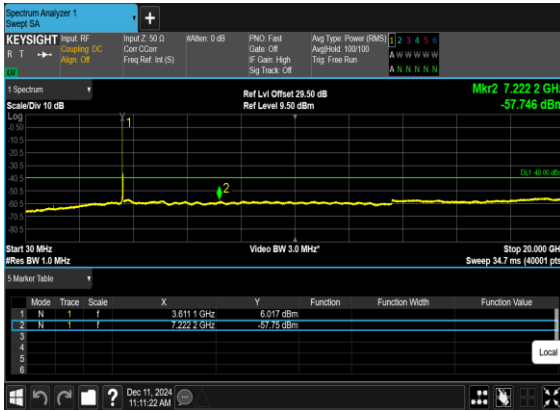 Spectrum Analyzer 1
Swept SA
+
KEYSIGHT Input: RF Input Z: 50 Ω #Atten: 0 dB PNO: Fast Avg Type: Power (RMS) 1 2 3 4 5 6
R T Coupling: DC Corr CCorr Gate: Off Avg|Hold: 100/100 A W W W W W
Align: Off Freq Ref: Int (S) IF Gain: High Trig: Free Run
Sig Track: Off A N N N N N
1 Spectrum
Scale/Div 10 dB
Ref Lvl Offset 29.50 dB
Ref Level 9.50 dBm
Mkr2 7.222 2 GHz
-57.746 dBm
Log
-0.50
-10.5
-20.5
-30.5
-40.5
-50.5
-60.5
-70.5
-80.5
1
2
DL1 -40.00 dBm
Start 30 MHz Video BW 3.0 MHz* Stop 20.000 GHz
#Res BW 1.0 MHz Sweep 34.7 ms (40001 pts)
5 Marker Table
Mode Trace Scale X Y Function Function Width Function Value
1 N 1 f 3.611 1 GHz 6.017 dBm
2 N 1 f 7.222 2 GHz -57.75 dBm
3
4
5
6
Local
Dec 11, 2024
11:11:22 AM